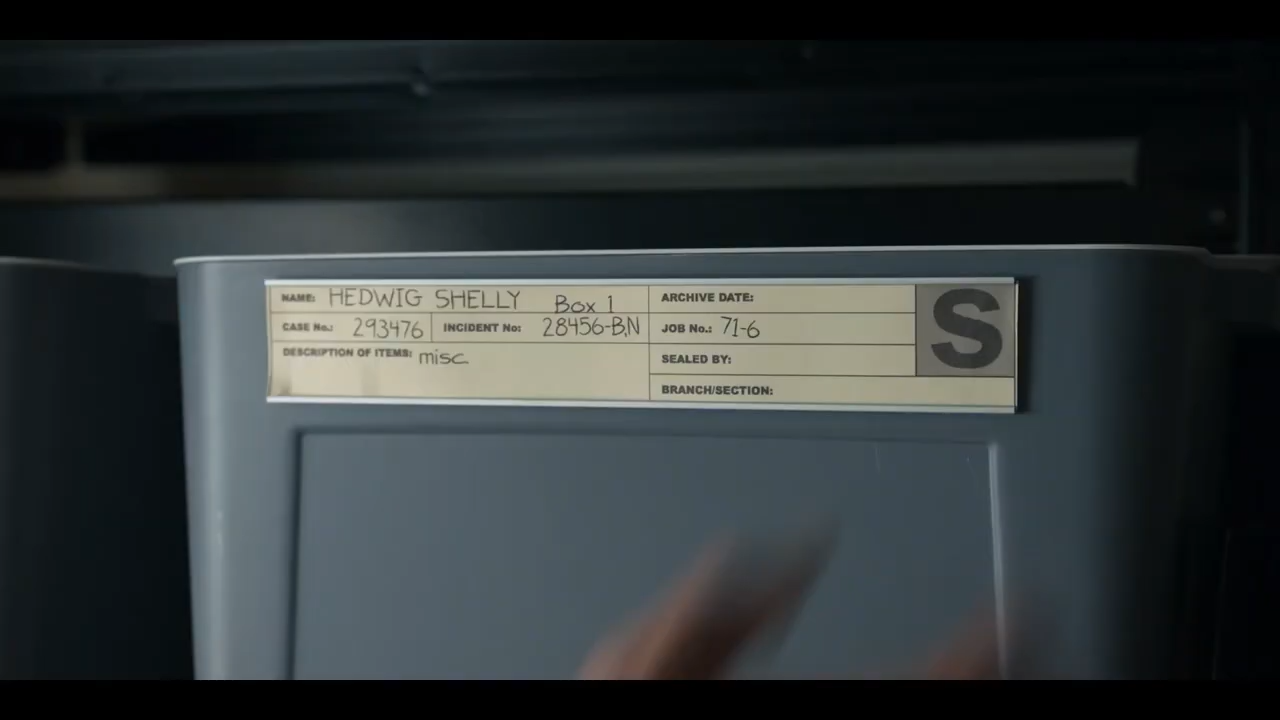 NAME: HEDWIG SHELLY Box 1
CASE No.: 293476 INCIDENT No: 28456-B,N
DESCRIPTION OF ITEMS: misc.
ARCHIVE DATE:
JOB No.: 71-6
SEALED BY:
BRANCH/SECTION:
S